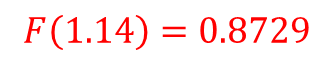 F(1.14) = 0.8729